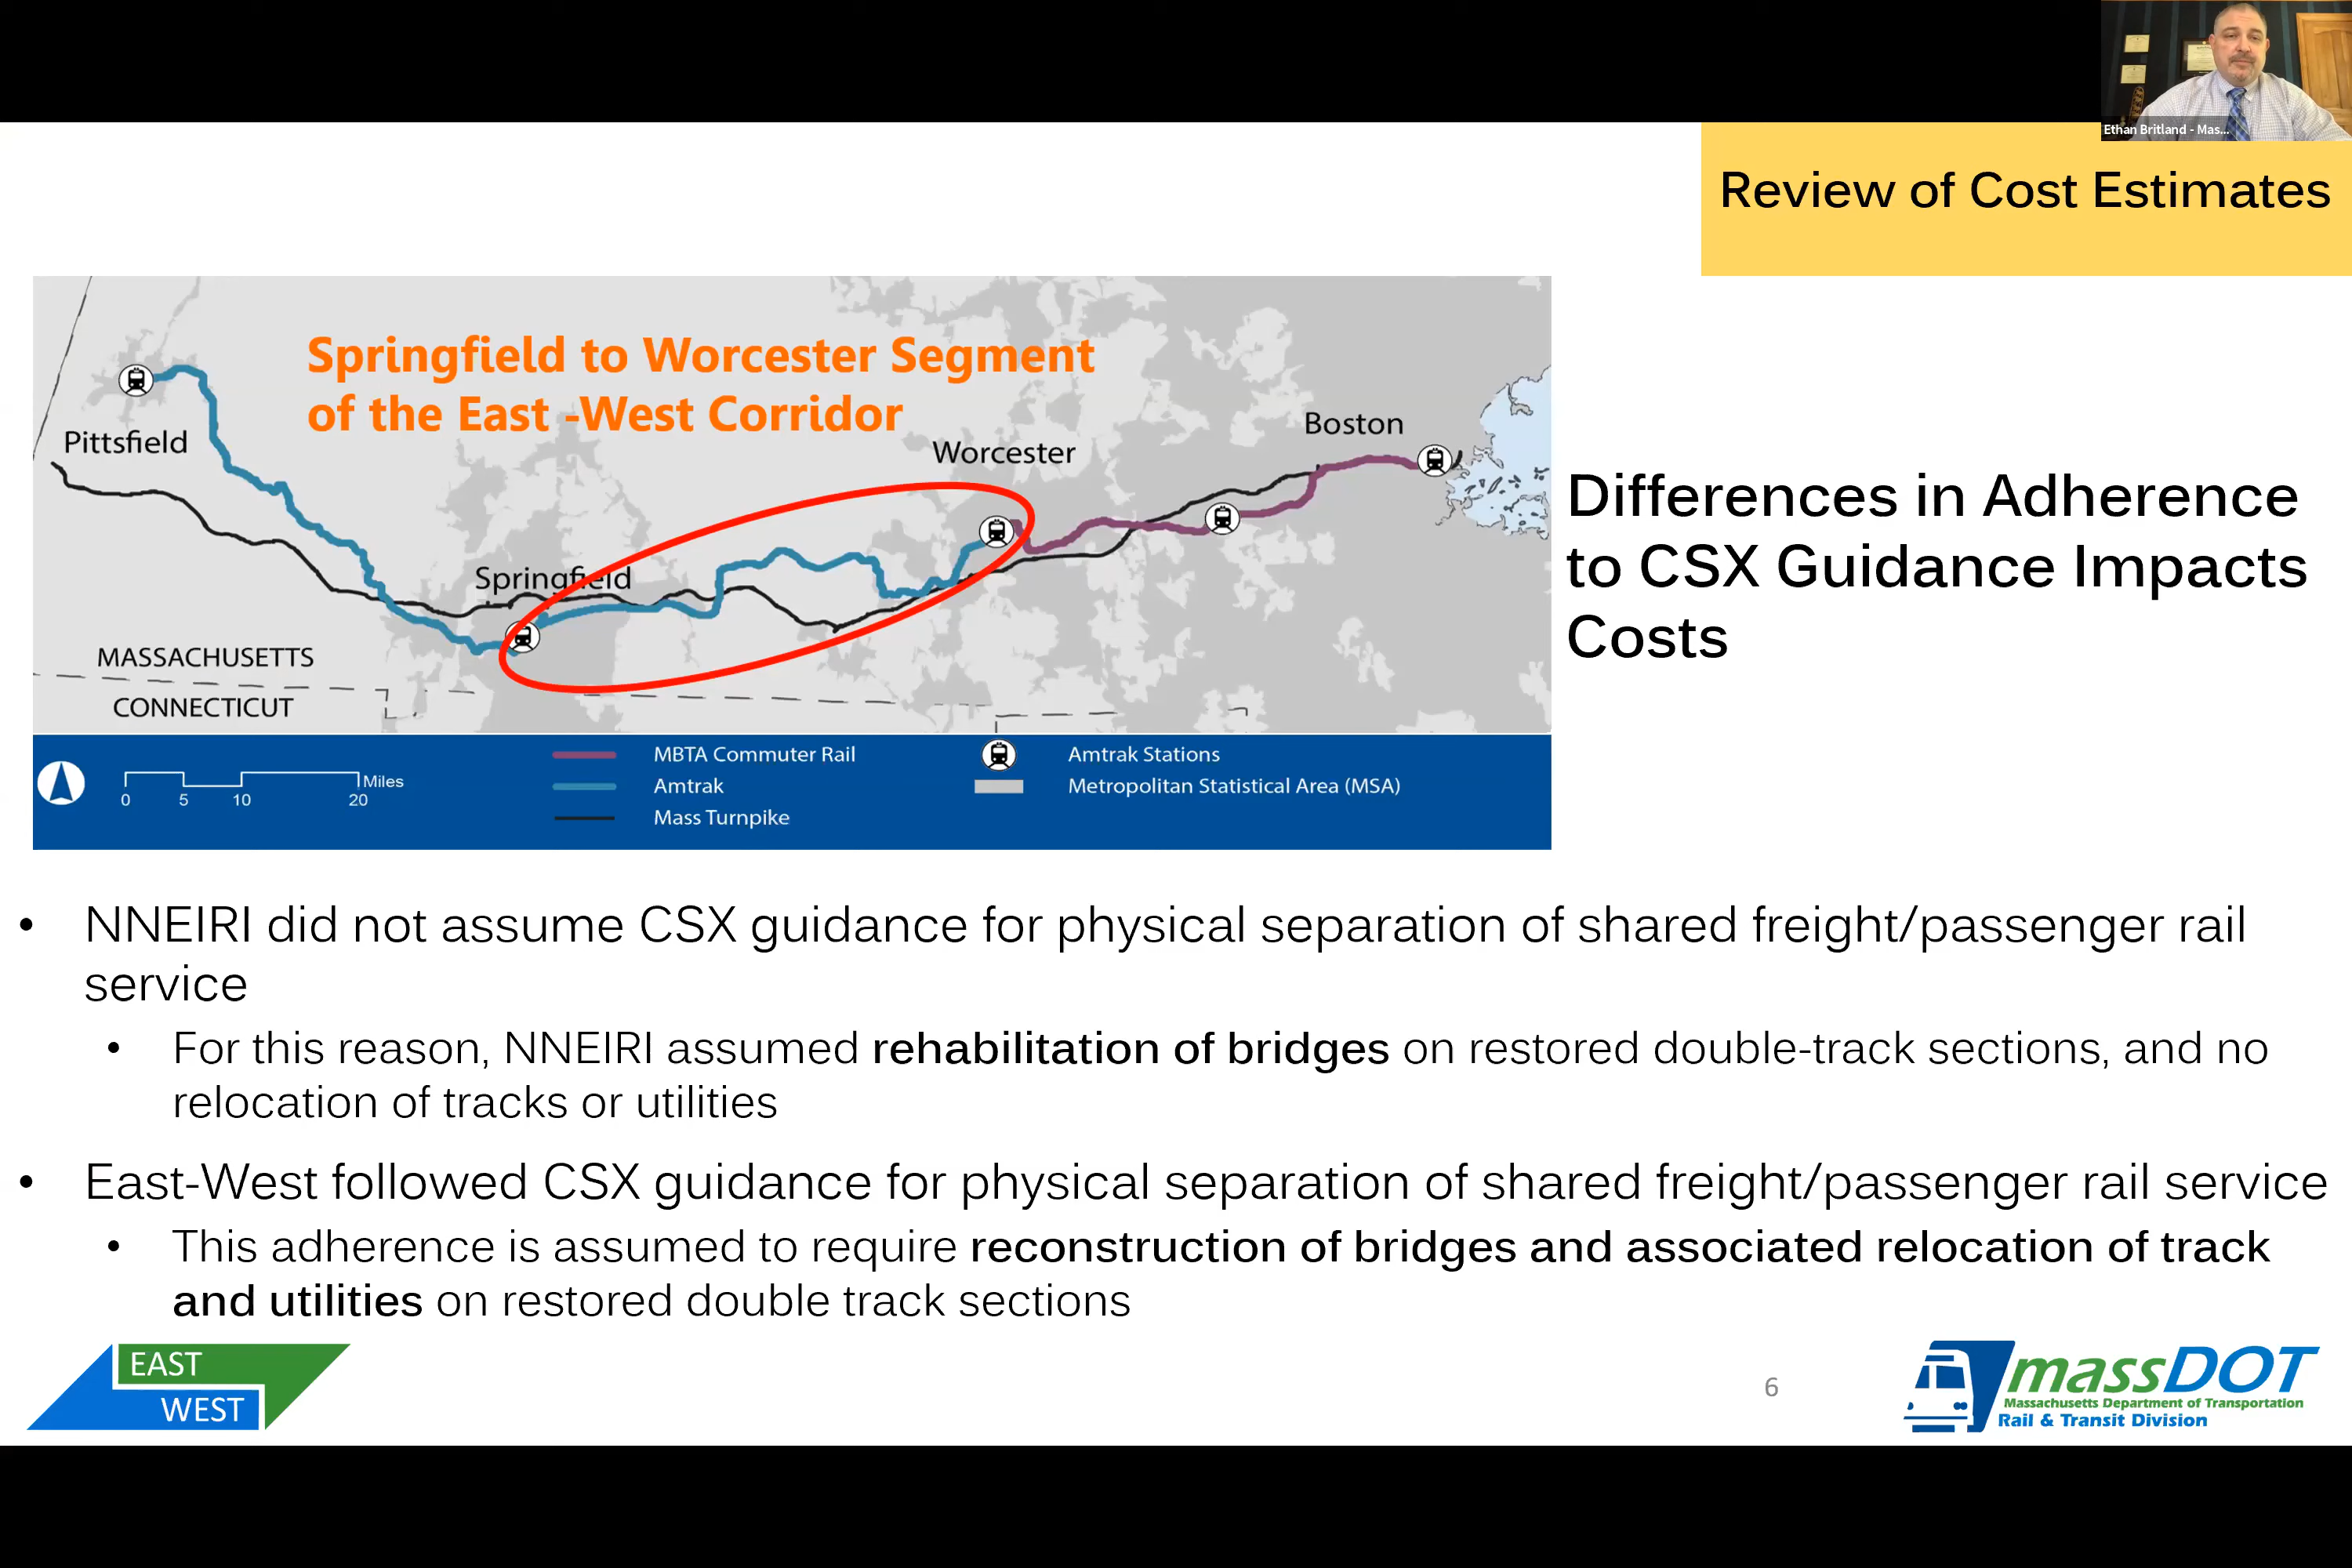 Ethan Britland - Mas...
Review of Cost Estimates
Springfield to Worcester Segment
of the East -West Corridor
Pittsfield
Springfield
Worcester
Boston
MASSACHUSETTS
CONNECTICUT
Miles
0 5 10 20
MBTA Commuter Rail
Amtrak
Mass Turnpike
Amtrak Stations
Metropolitan Statistical Area (MSA)
Differences in Adherence
to CSX Guidance Impacts
Costs
• NNEIRI did not assume CSX guidance for physical separation of shared freight/passenger rail
service
• For this reason, NNEIRI assumed rehabilitation of bridges on restored double-track sections, and no
relocation of tracks or utilities
• East-West followed CSX guidance for physical separation of shared freight/passenger rail service
• This adherence is assumed to require reconstruction of bridges and associated relocation of track
and utilities on restored double track sections
EAST
WEST
6
massDOT
Massachusetts Department of Transportation
Rail & Transit Division